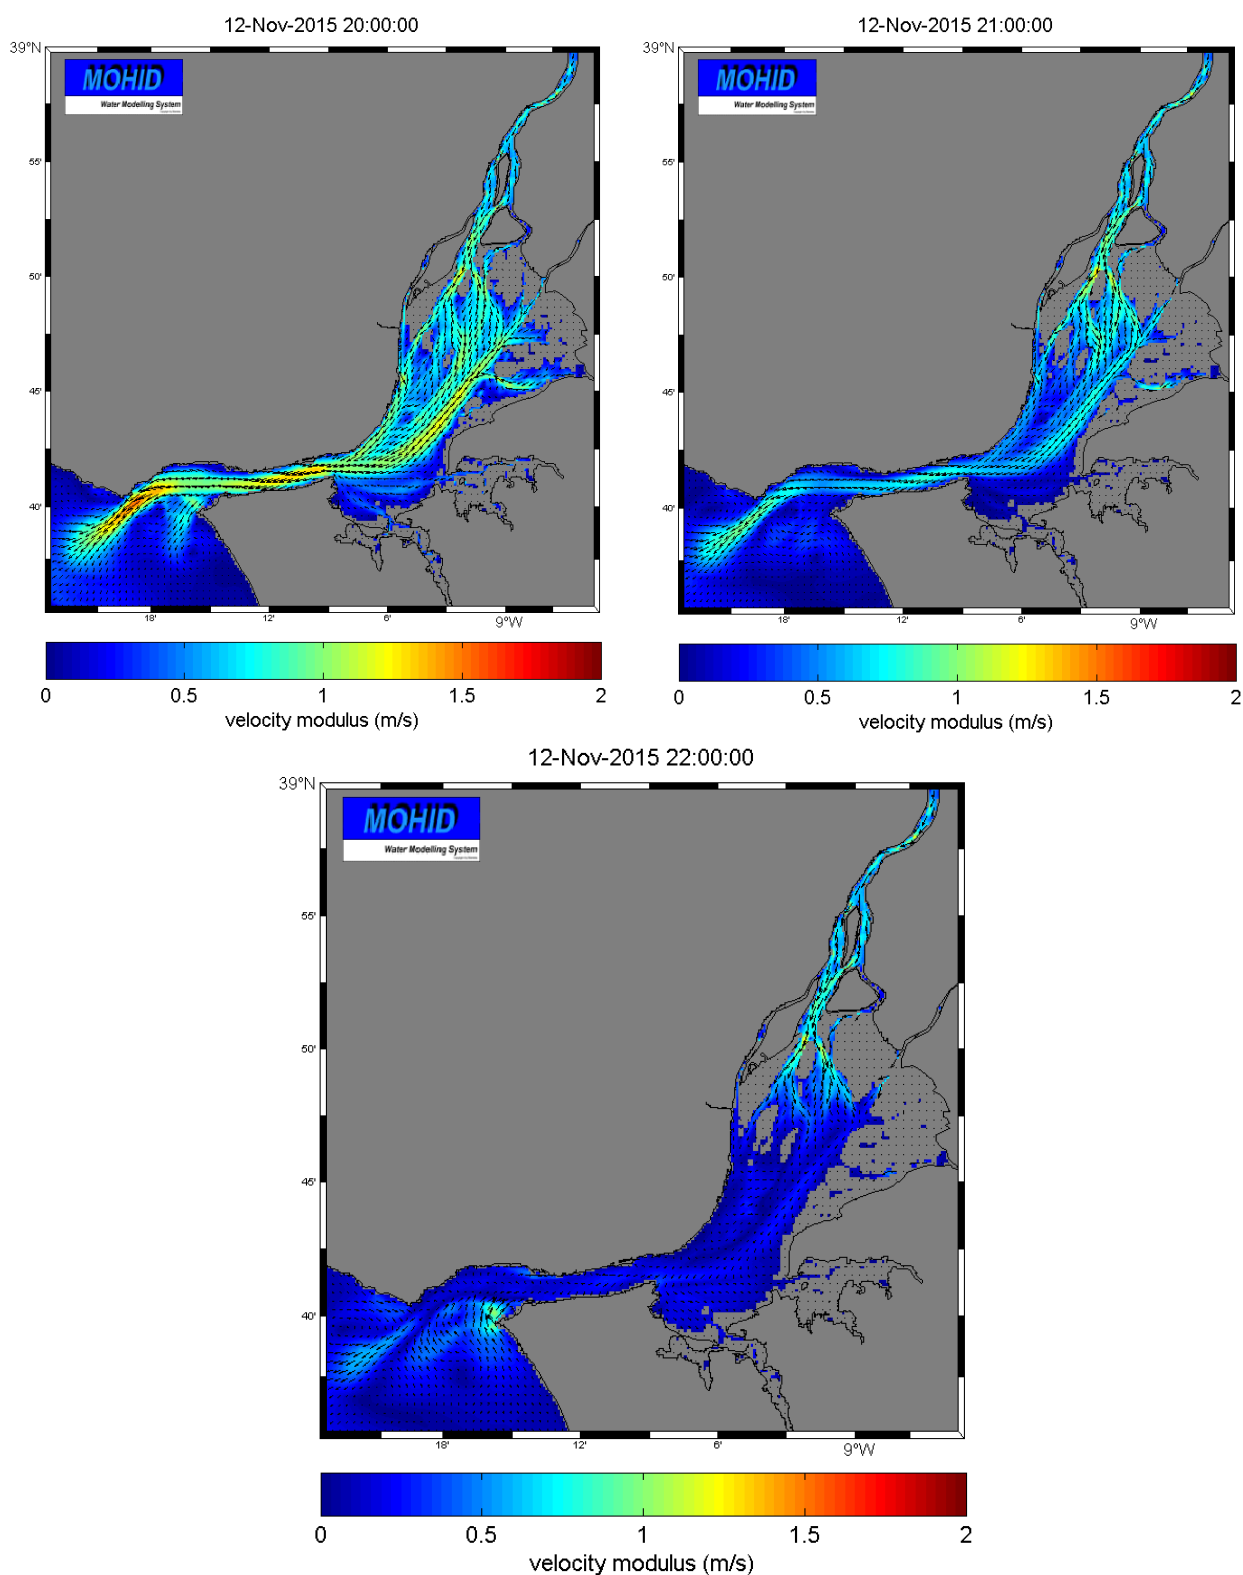 12-Nov-2015 20:00:00
39°N
MOHID
Water Modelling System
55'
50'
45'
40'
18'
12'
6'
9°W
0
0.5
1
1.5
2
velocity modulus (m/s)
12-Nov-2015 21:00:00
39°N
MOHID
Water Modelling System
55'
50'
45'
40'
18'
12'
6'
9°W
0
0.5
1
1.5
2
velocity modulus (m/s)
12-Nov-2015 22:00:00
39°N
MOHID
Water Modelling System
55'
50'
45'
40'
18'
12'
6'
9°W
0
0.5
1
1.5
2
velocity modulus (m/s)